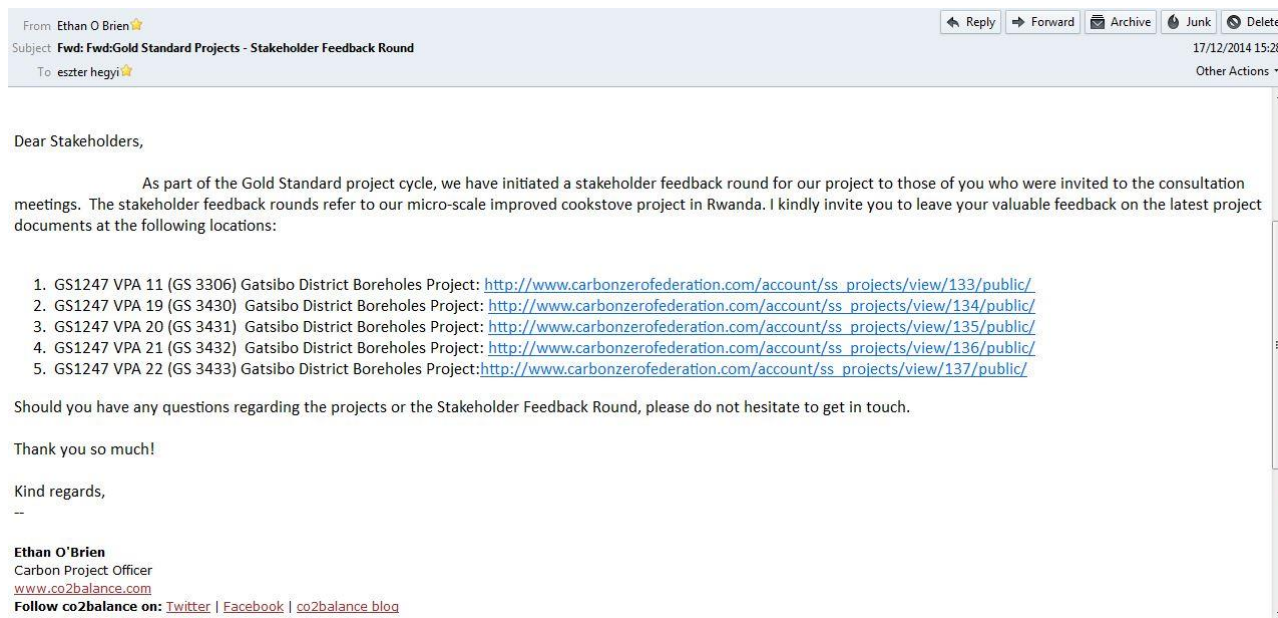 From Ethan O Brien
Reply Forward Archive Junk Delete
Subject Fwd: Fwd:Gold Standard Projects - Stakeholder Feedback Round
17/12/2014 15:28
To eszter hegyi
Other Actions
Dear Stakeholders,
As part of the Gold Standard project cycle, we have initiated a stakeholder feedback round for our project to those of you who were invited to the consultation
meetings. The stakeholder feedback rounds refer to our micro-scale improved cookstove project in Rwanda. I kindly invite you to leave your valuable feedback on the latest project
documents at the following locations:
1. GS1247 VPA 11 (GS 3306) Gatsibo District Boreholes Project: http://www.carbonzerofederation.com/account/ss_projects/view/133/public/
2. GS1247 VPA 19 (GS 3430) Gatsibo District Boreholes Project: http://www.carbonzerofederation.com/account/ss_projects/view/134/public/
3. GS1247 VPA 20 (GS 3431) Gatsibo District Boreholes Project: http://www.carbonzerofederation.com/account/ss_projects/view/135/public/
4. GS1247 VPA 21 (GS 3432) Gatsibo District Boreholes Project: http://www.carbonzerofederation.com/account/ss_projects/view/136/public/
5. GS1247 VPA 22 (GS 3433) Gatsibo District Boreholes Project:http://www.carbonzerofederation.com/account/ss_projects/view/137/public/
Should you have any questions regarding the projects or the Stakeholder Feedback Round, please do not hesitate to get in touch.
Thank you so much!
Kind regards,
--
Ethan O'Brien
Carbon Project Officer
www.co2balance.com
Follow co2balance on: Twitter | Facebook | co2balance blog